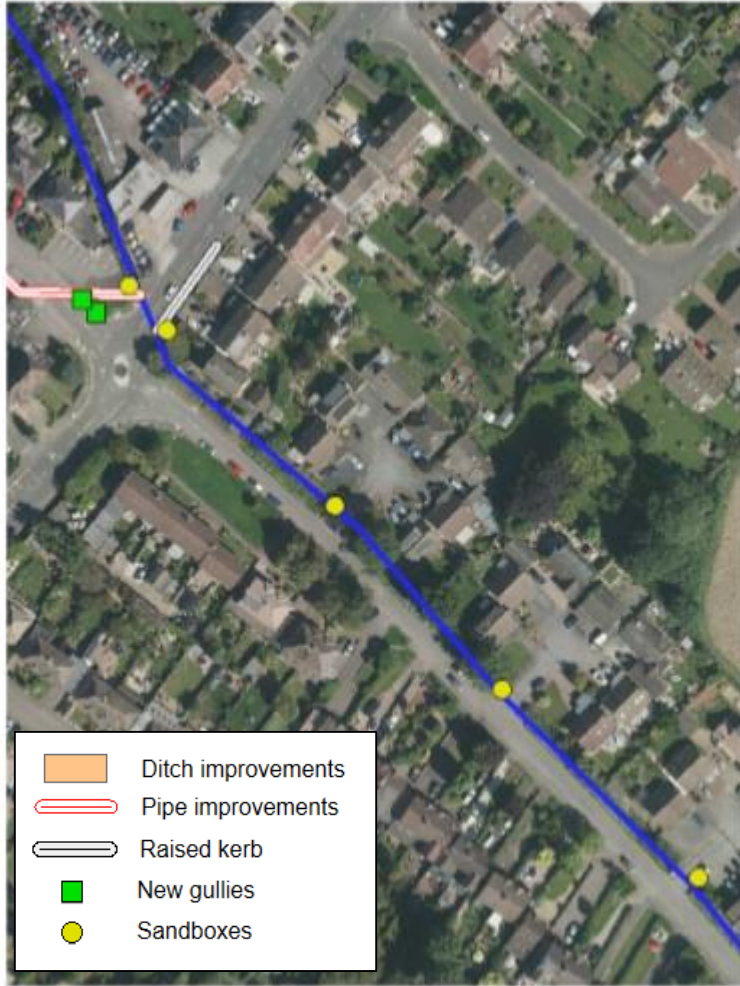 Ditch improvements
Pipe improvements
Raised kerb
New gullies
Sandboxes